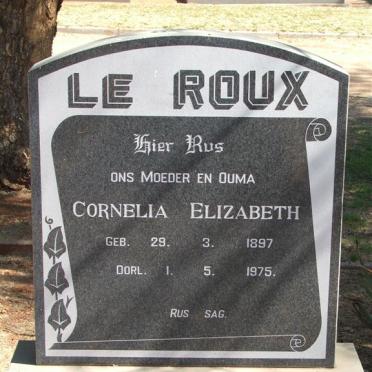 LE ROUX
Hier Rus
ONS MOEDER EN OUMA
CORNELIA ELIZABETH
GEB. 29. 3. 1897
OORL. 1. 5. 1975.
RUS SAG.